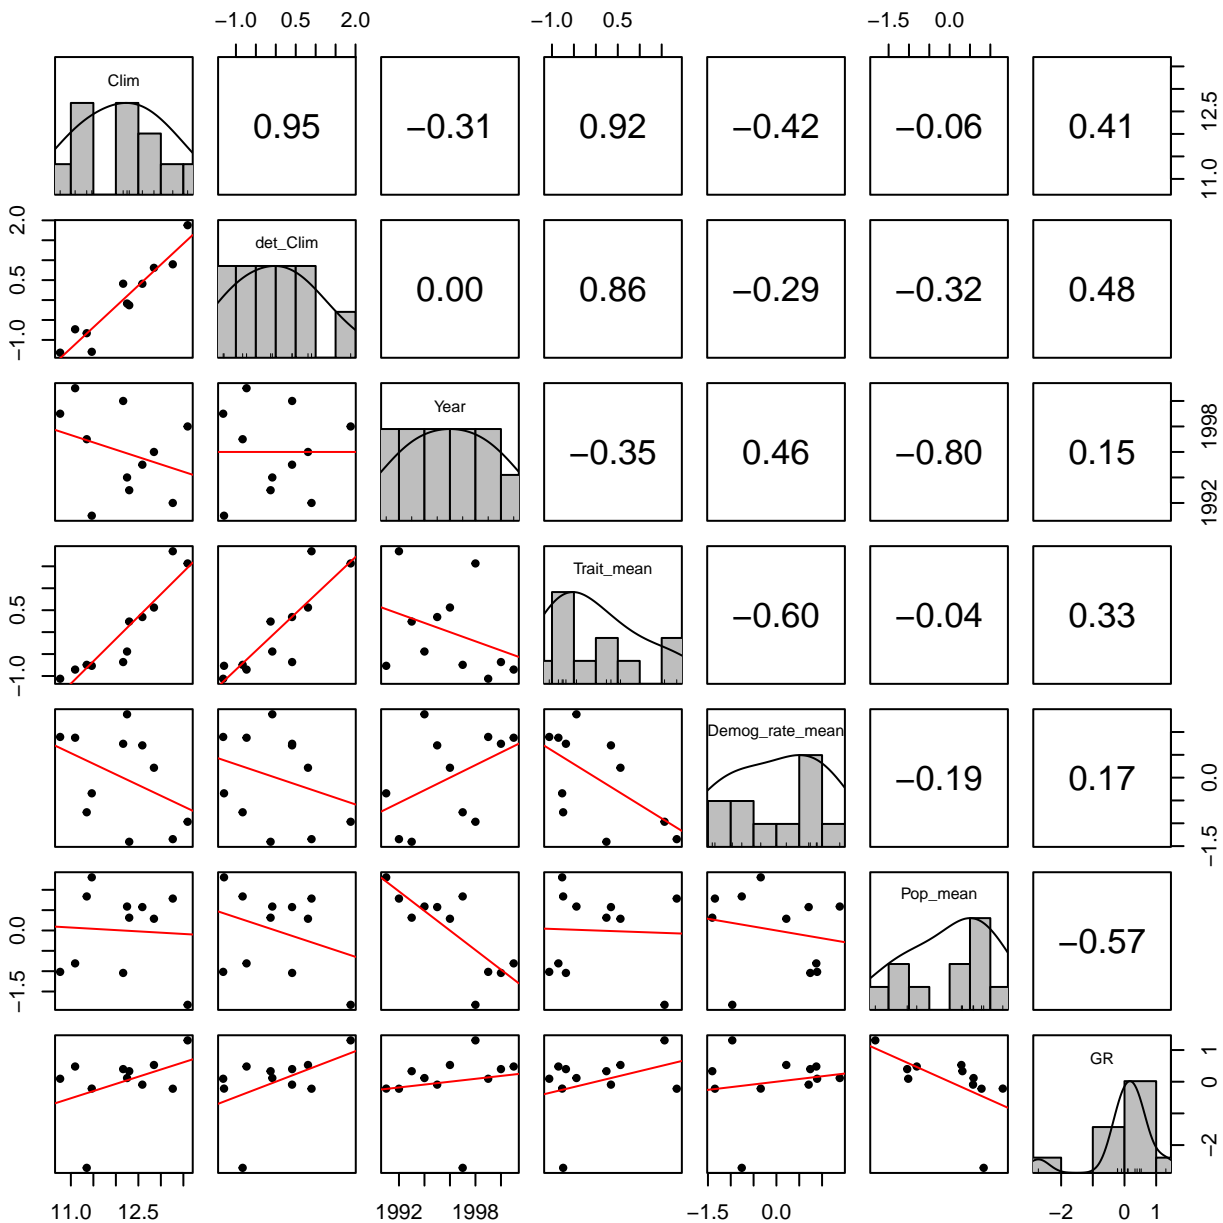 −1.0 0.5 2.0 −1.0 0.5 −1.5 0.0
Clim 0.95 −0.31 0.92 −0.42 −0.06 0.41 11.0 12.5
−1.0 0.5 2.0 det_Clim 0.00 0.86 −0.29 −0.32 0.48
Year −0.35 0.46 −0.80 0.15 1992 1998
−1.0 0.5 Trait_mean −0.60 −0.04 0.33
Demog_rate_mean −0.19 0.17 −1.5 0.0
−1.5 0.0 Pop_mean −0.57
GR −2 0 1
11.0 12.5 1992 1998 −1.5 0.0 −2 0 1